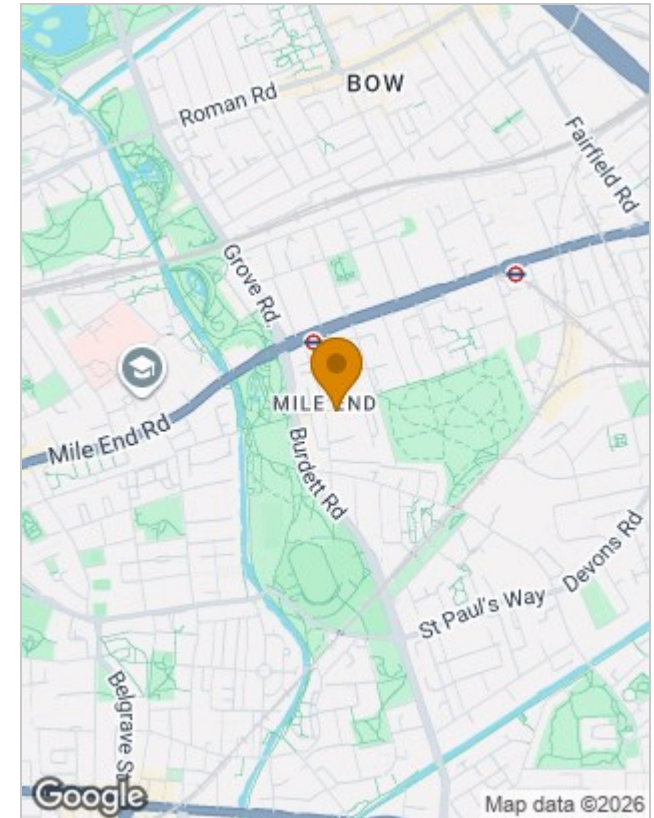 BOW
Roman Rd
Fairfield Rd
Grove Rd
MILE END
Mile End Rd
Burdett Rd
Devons Rd
St Paul's Way
Belgrave St
Google
Map data ©2026